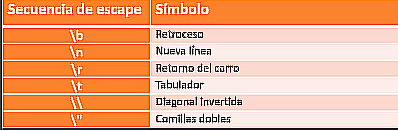 Secuencia de escape Símbolo
\b Retroceso
\n Nueva línea
\r Retorno del carro
\t Tabulador
\\ Diagonal invertida
\" Comillas dobles